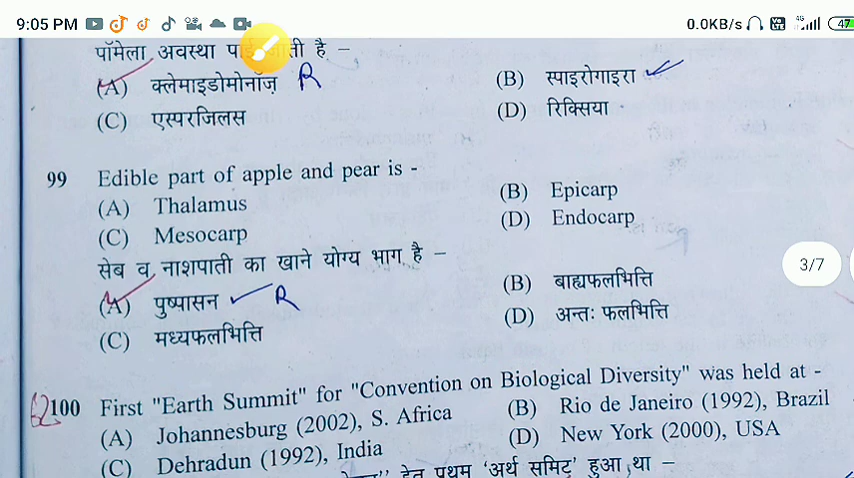 9:05 PM 0.0KB/s 4G 47
पॉमेला अवस्था पाई जाती है –
(A) क्लेमाइडोमोनॉज़ R (B) स्पाइरोगाइरा
(C) एस्परजिलस (D) रिक्सिया
99 Edible part of apple and pear is -
(A) Thalamus (B) Epicarp
(C) Mesocarp (D) Endocarp
सेब व नाशपाती का खाने योग्य भाग है –
3/7
(A) पुष्पासन R (B) बाह्यफलभित्ति
(C) मध्यफलभित्ति (D) अन्तः फलभित्ति
100 First "Earth Summit" for "Convention on Biological Diversity" was held at -
(A) Johannesburg (2002), S. Africa (B) Rio de Janeiro (1992), Brazil
(C) Dehradun (1992), India (D) New York (2000), USA
हेतु प्रथम 'अर्थ समिट' हुआ था –